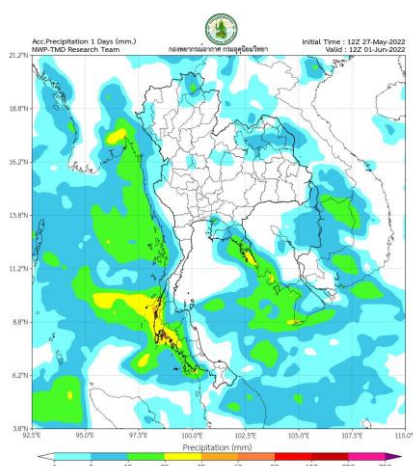 Acc.Precipitation 1 Days (mm.)
NWP-TMD Research Team
กองพยากรณ์อากาศ กรมอุตุนิยมวิทยา
Initial Time : 12Z 27-May-2022
Valid : 12Z 01-Jun-2022
21.2°N
18.8°N
16.2°N
13.8°N
11.2°N
8.8°N
6.2°N
3.8°N
92.5°E 95.0°E 97.5°E 100.0°E 102.5°E 105.0°E 107.5°E 110.0°E
Precipitation (mm)